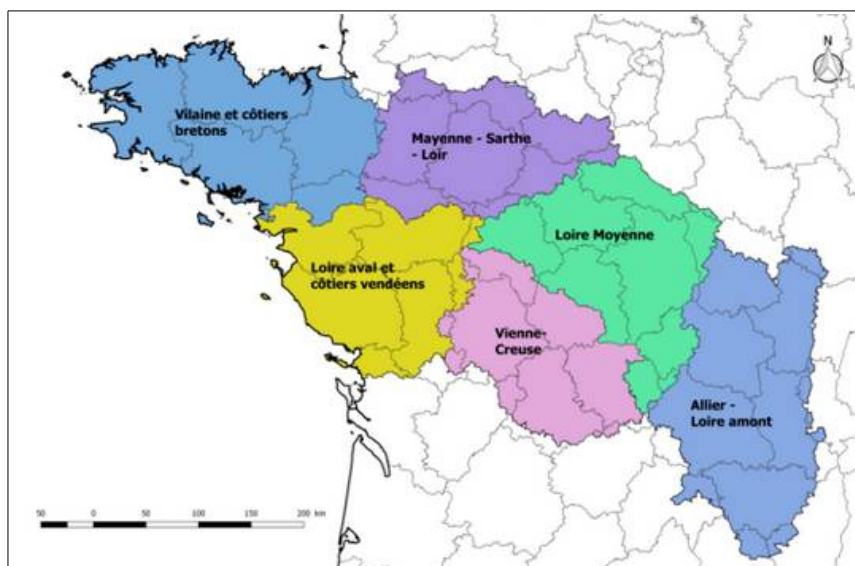 N
Vilaine et côtiers
bretons
Mayenne - Sarthe
- Loir
Loire Moyenne
Loire aval et
côtiers vendéens
Vienne-
Creuse
Allier -
Loire amont
50 0 50 100 150 200 km